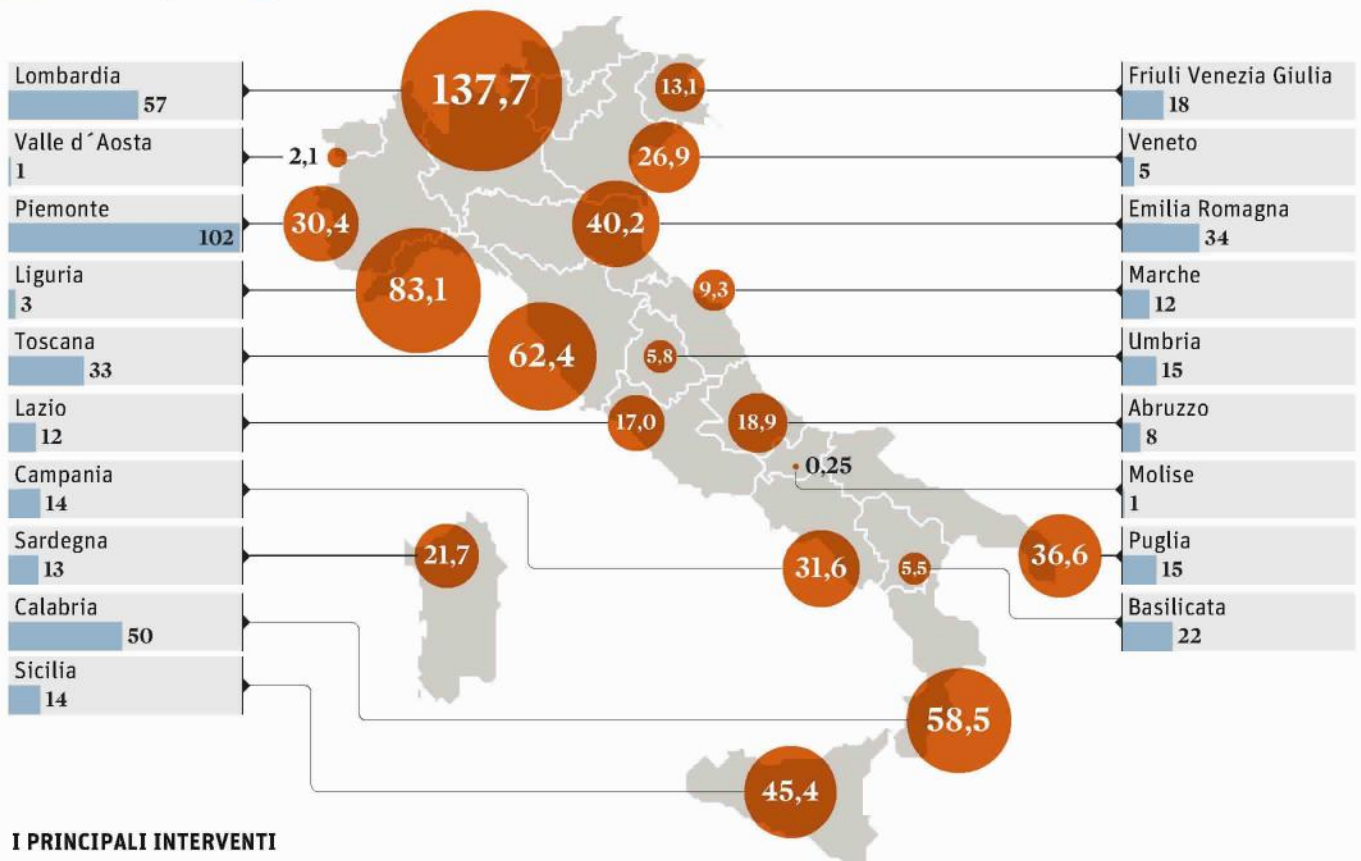 Lombardia
57
Valle d´Aosta
1
Piemonte
102
Liguria
3
Toscana
33
Lazio
12
Campania
14
Sardegna
13
Calabria
50
Sicilia
14
137,7
13,1
2,1
26,9
30,4
40,2
83,1
9,3
62,4
5,8
17,0
18,9
0,25
21,7
31,6
5,5
36,6
58,5
45,4
Friuli Venezia Giulia
18
Veneto
5
Emilia Romagna
34
Marche
12
Umbria
15
Abruzzo
8
Molise
1
Puglia
15
Basilicata
22
I PRINCIPALI INTERVENTI